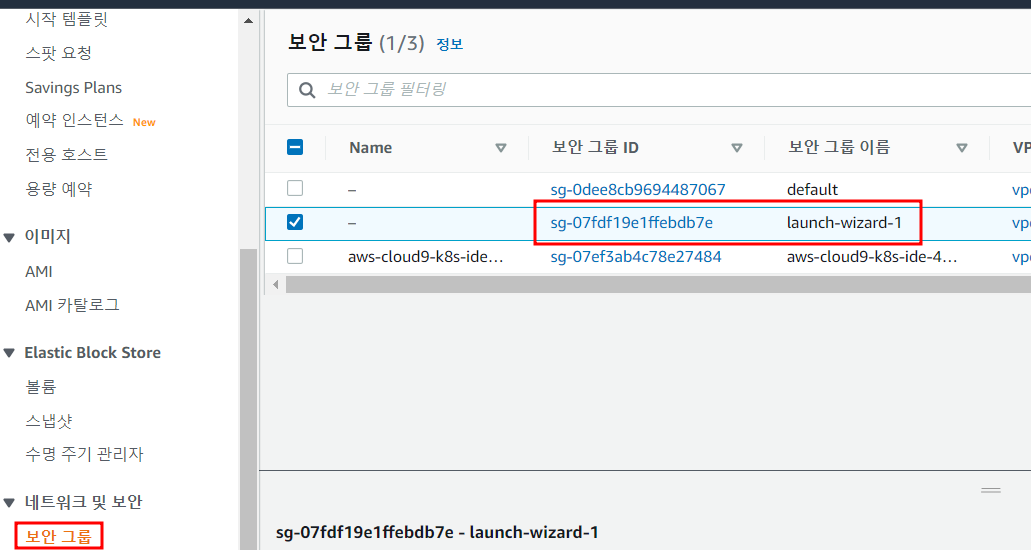 시작 템플릿
스팟 요청
Savings Plans
예약 인스턴스 New
전용 호스트
용량 예약
이미지
AMI
AMI 카탈로그
Elastic Block Store
볼륨
스냅샷
수명 주기 관리자
네트워크 및 보안
보안 그룹
보안 그룹 (1/3) 정보
보안 그룹 필터링
Name 보안 그룹 ID 보안 그룹 이름 VP
– sg-0dee8cb9694487067 default vpc
– sg-07fdf19e1ffebdb7e launch-wizard-1 vpc
aws-cloud9-k8s-ide... sg-07ef3ab4c78e27484 aws-cloud9-k8s-ide-4... vpc
sg-07fdf19e1ffebdb7e - launch-wizard-1